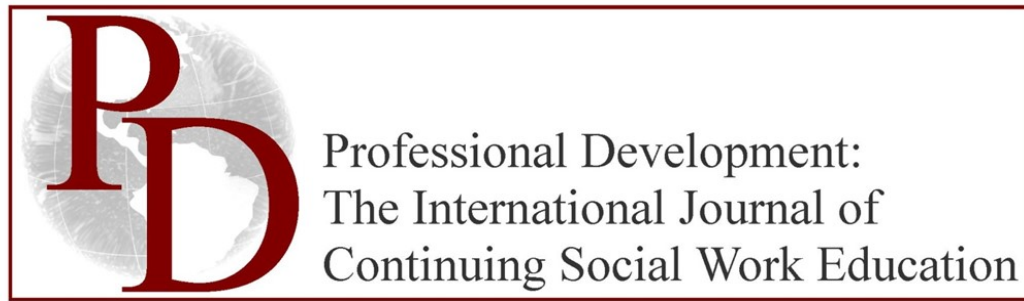 PD
Professional Development:
The International Journal of
Continuing Social Work Education